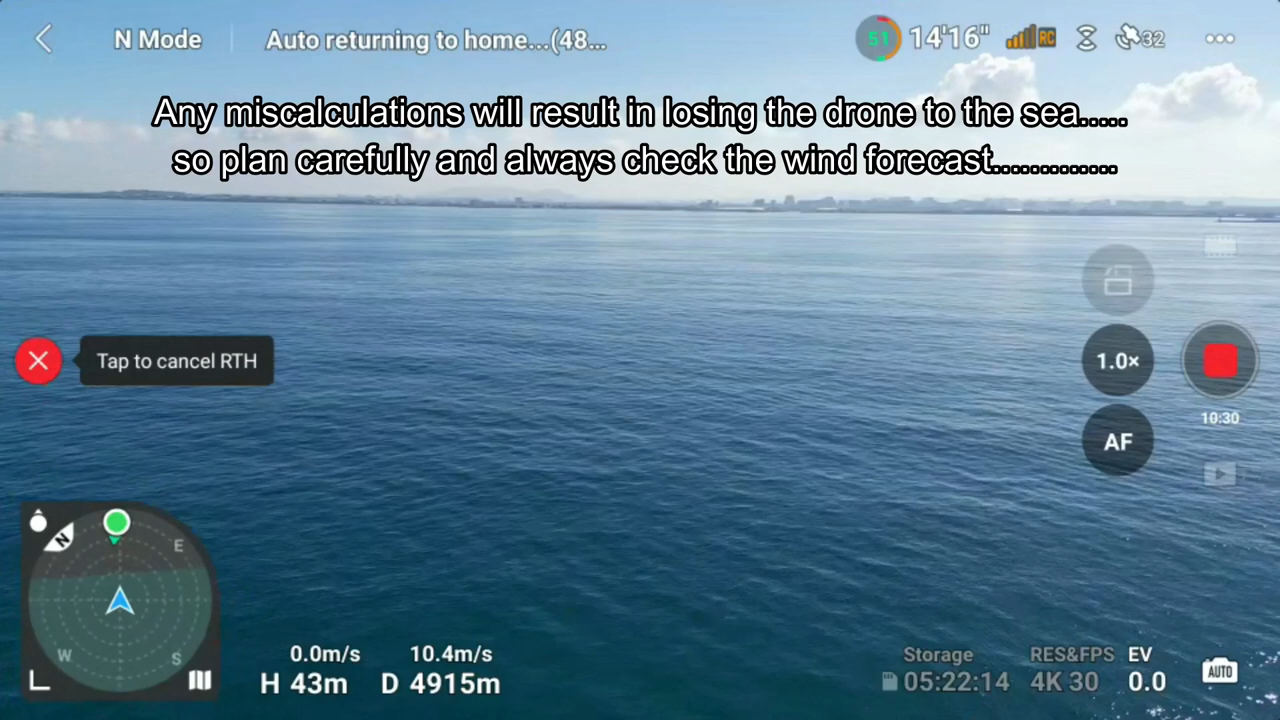 N Mode
Auto returning to home...(48...
51
14'16"
RC
32
Any miscalculations will result in losing the drone to the sea.....
so plan carefully and always check the wind forecast.............
Tap to cancel RTH
1.0×
10:30
AF
N
E
W
S
0.0m/s
10.4m/s
H 43m
D 4915m
Storage
05:22:14
RES&FPS
4K 30
EV
0.0
AUTO